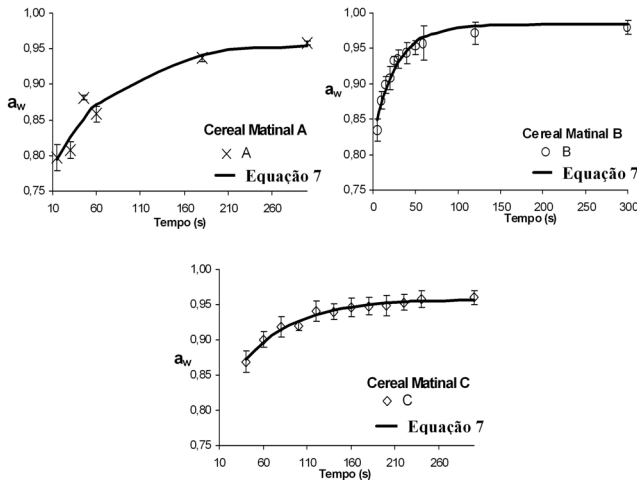 1,00
0,95
0,90
a_w
0,85
0,80
0,75
Cereal Matinal A
A
Equação 7
10 60 110 160 210 260
Tempo (s)
1,00
0,95
0,90
a_w
0,85
0,80
0,75
Cereal Matinal B
B
Equação 7
0 50 100 150 200 250 300
Tempo (s)
1,00
0,95
0,90
a_w
0,85
0,80
0,75
Cereal Matinal C
C
Equação 7
10 60 110 160 210 260
Tempo (s)